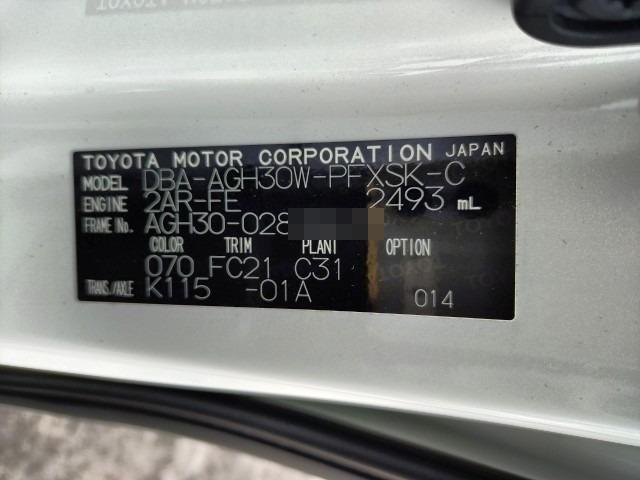 TOYOTA MOTOR CORPORATION JAPAN
MODEL DBA-AGH30W-PFXSK-C
ENGINE 2AR-FE 2493 mL
FRAME No. AGH30-028
COLOR TRIM PLANT OPTION
070 FC21 C31
TRANS./AXLE K115 -01A 014